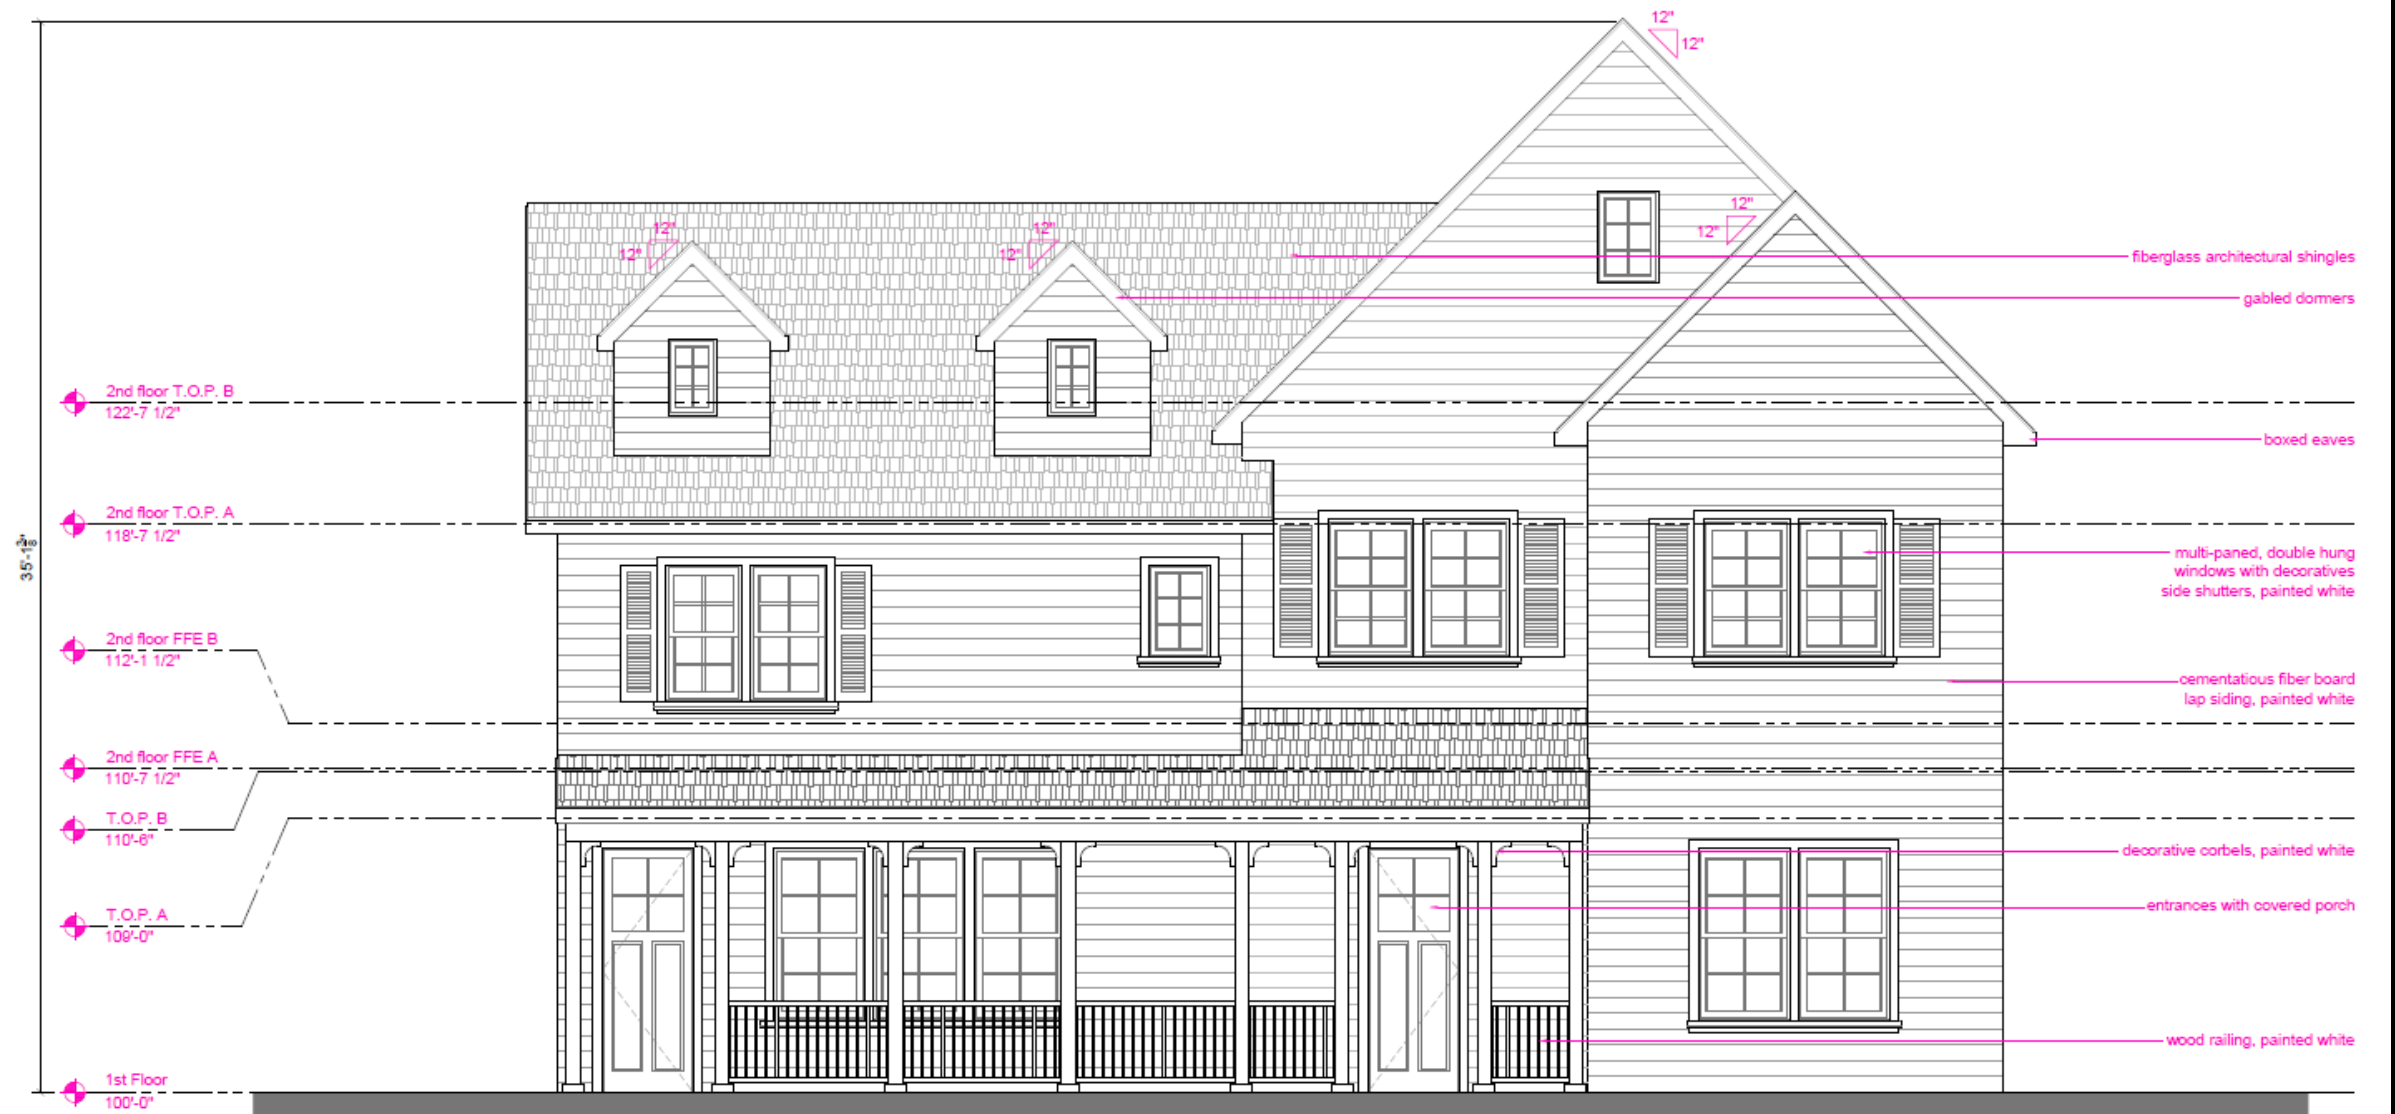 12"
12"
12"
12"
12"
12"
12"
12"
fiberglass architectural shingles
gabled dormers
2nd floor T.O.P. B
122'-7 1/2"
boxed eaves
2nd floor T.O.P. A
118'-7 1/2"
35'-1⅜"
multi-paned, double hung
windows with decoratives
side shutters, painted white
2nd floor FFE B
112'-1 1/2"
cementatious fiber board
lap siding, painted white
2nd floor FFE A
110'-7 1/2"
T.O.P. B
110'-6"
decorative corbels, painted white
entrances with covered porch
T.O.P. A
109'-0"
wood railing, painted white
1st Floor
100'-0"